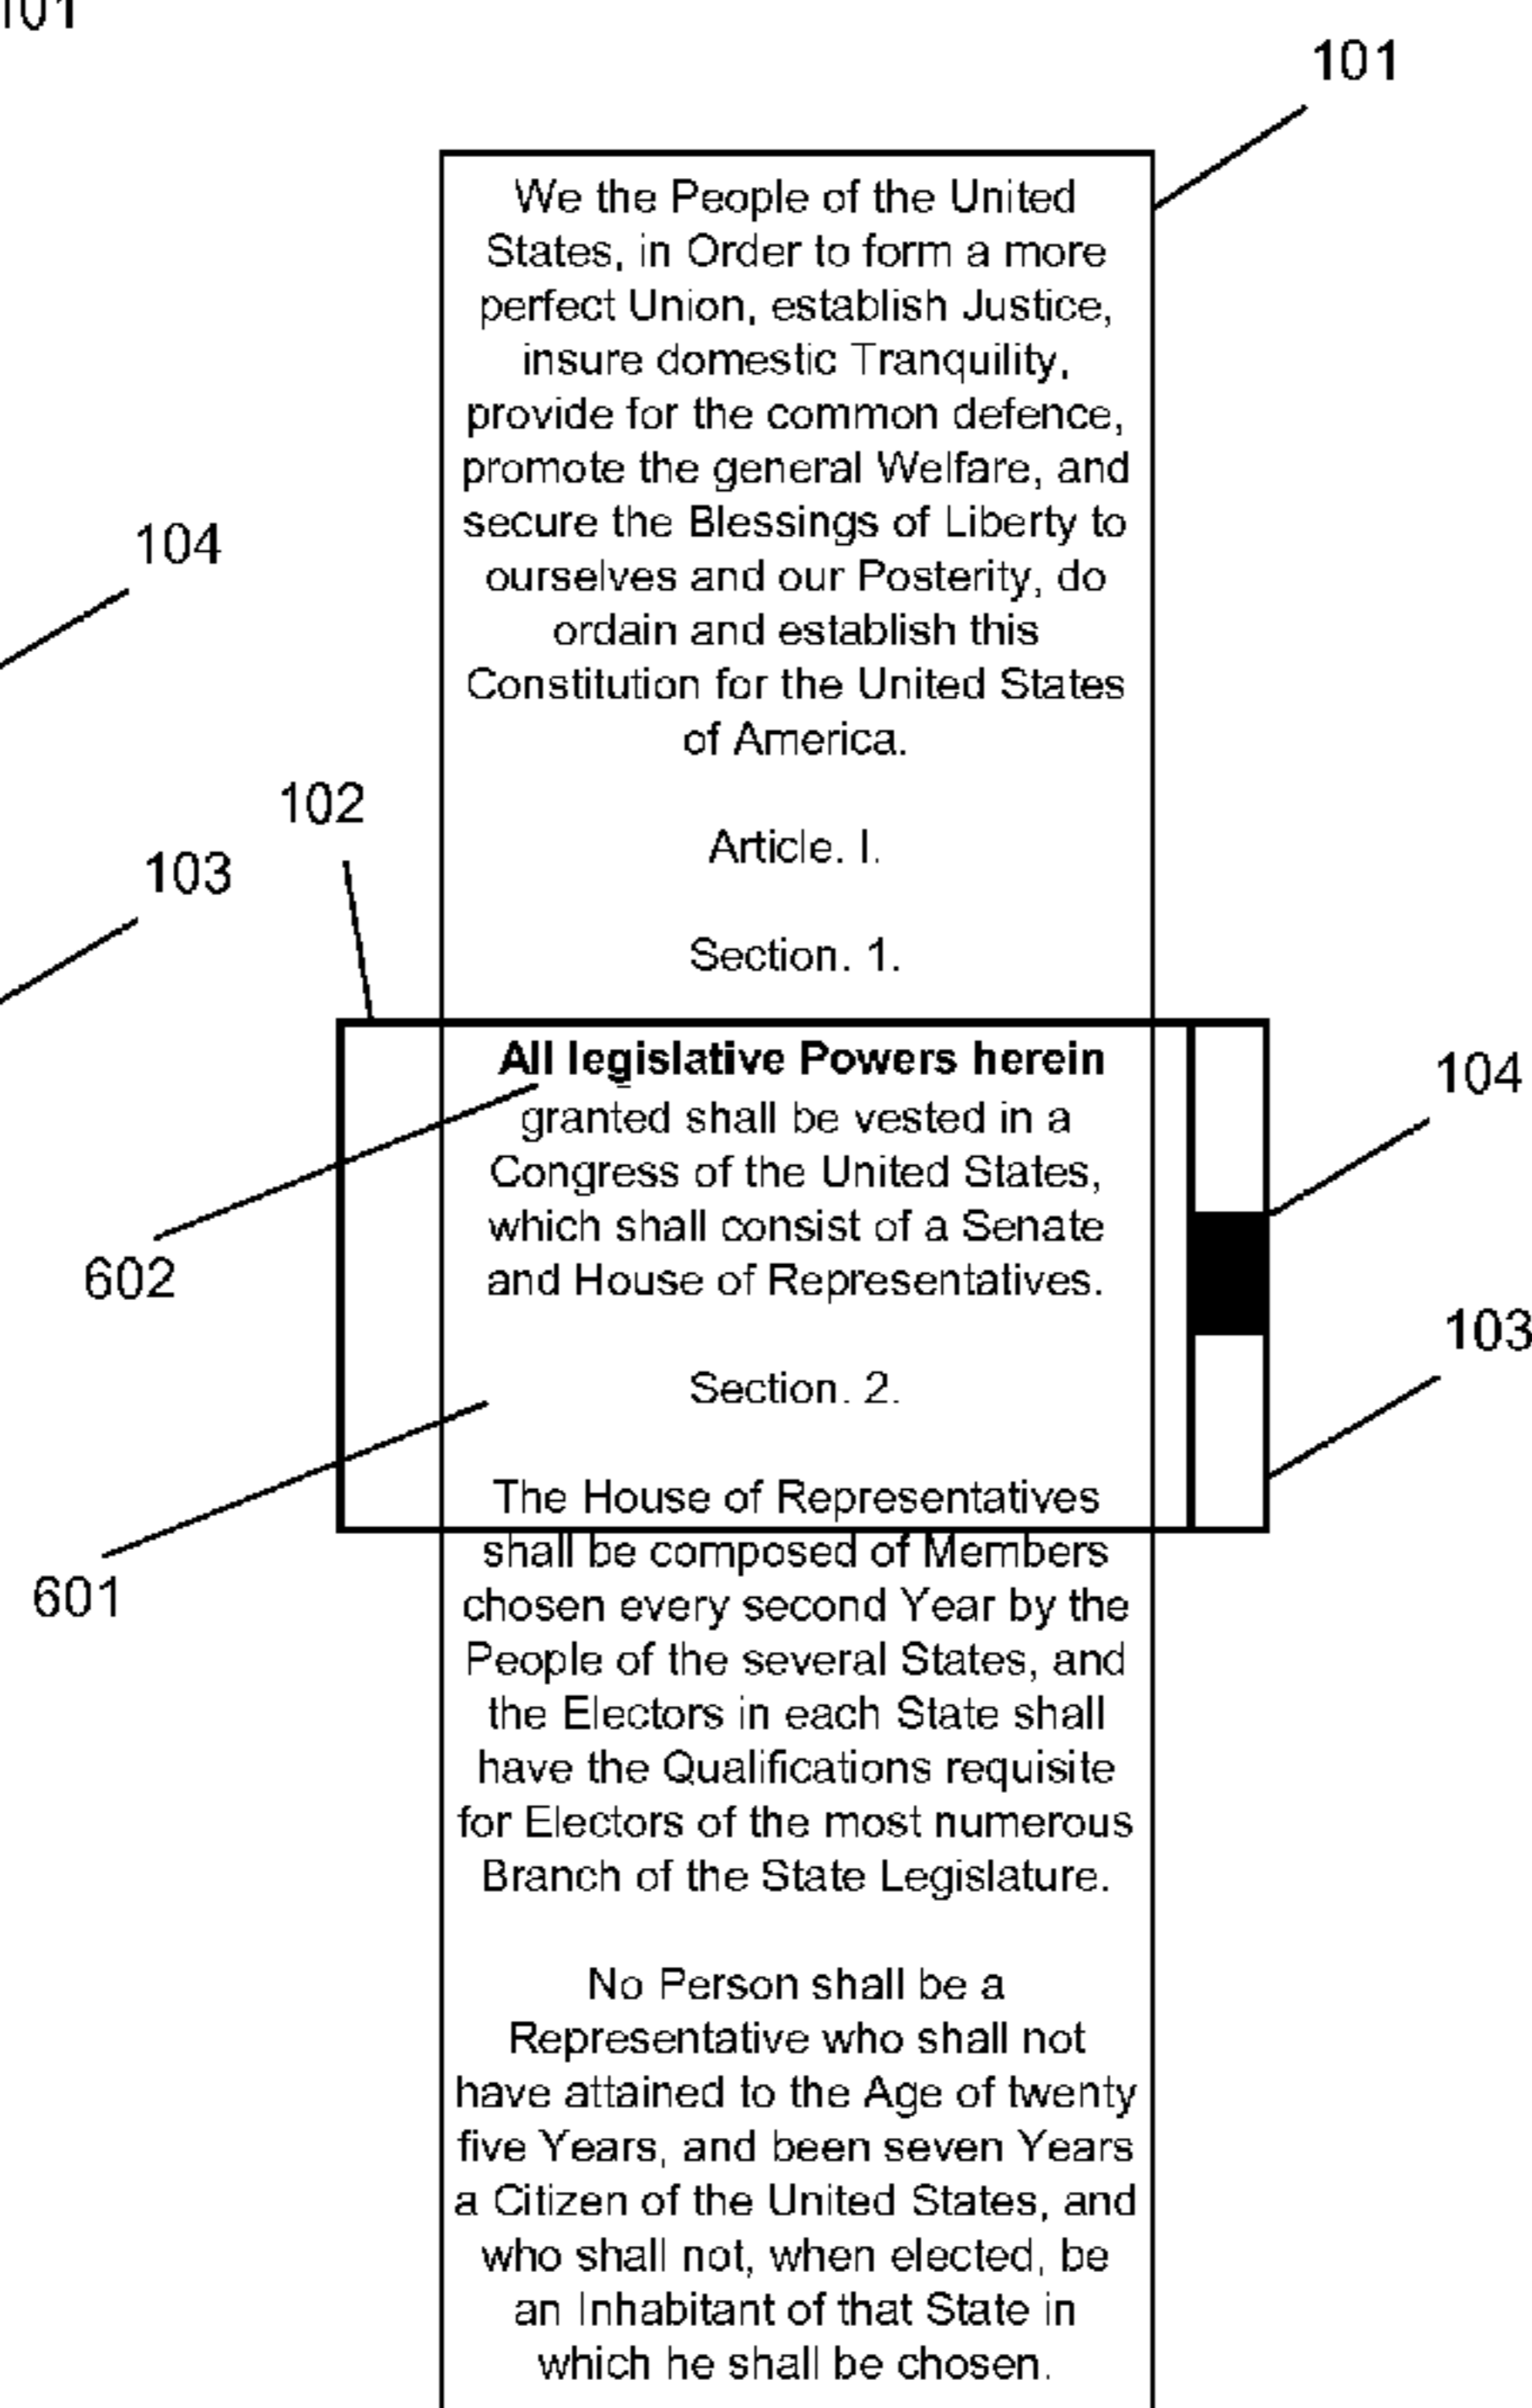 101
101
We the People of the United
States, in Order to form a more
perfect Union, establish Justice,
insure domestic Tranquility,
provide for the common defence,
promote the general Welfare, and
secure the Blessings of Liberty to
104
ourselves and our Posterity, do
ordain and establish this
Constitution for the United States
of America.
102
Article. I.
103
Section. 1.
All legislative Powers herein
104
granted shall be vested in a
Congress of the United States,
which shall consist of a Senate
602
and House of Representatives.
103
Section. 2.
The House of Representatives
shall be composed of Members
601
chosen every second Year by the
People of the several States, and
the Electors in each State shall
have the Qualifications requisite
for Electors of the most numerous
Branch of the State Legislature.
No Person shall be a
Representative who shall not
have attained to the Age of twenty
five Years, and been seven Years
a Citizen of the United States, and
who shall not, when elected, be
an Inhabitant of that State in
which he shall be chosen.